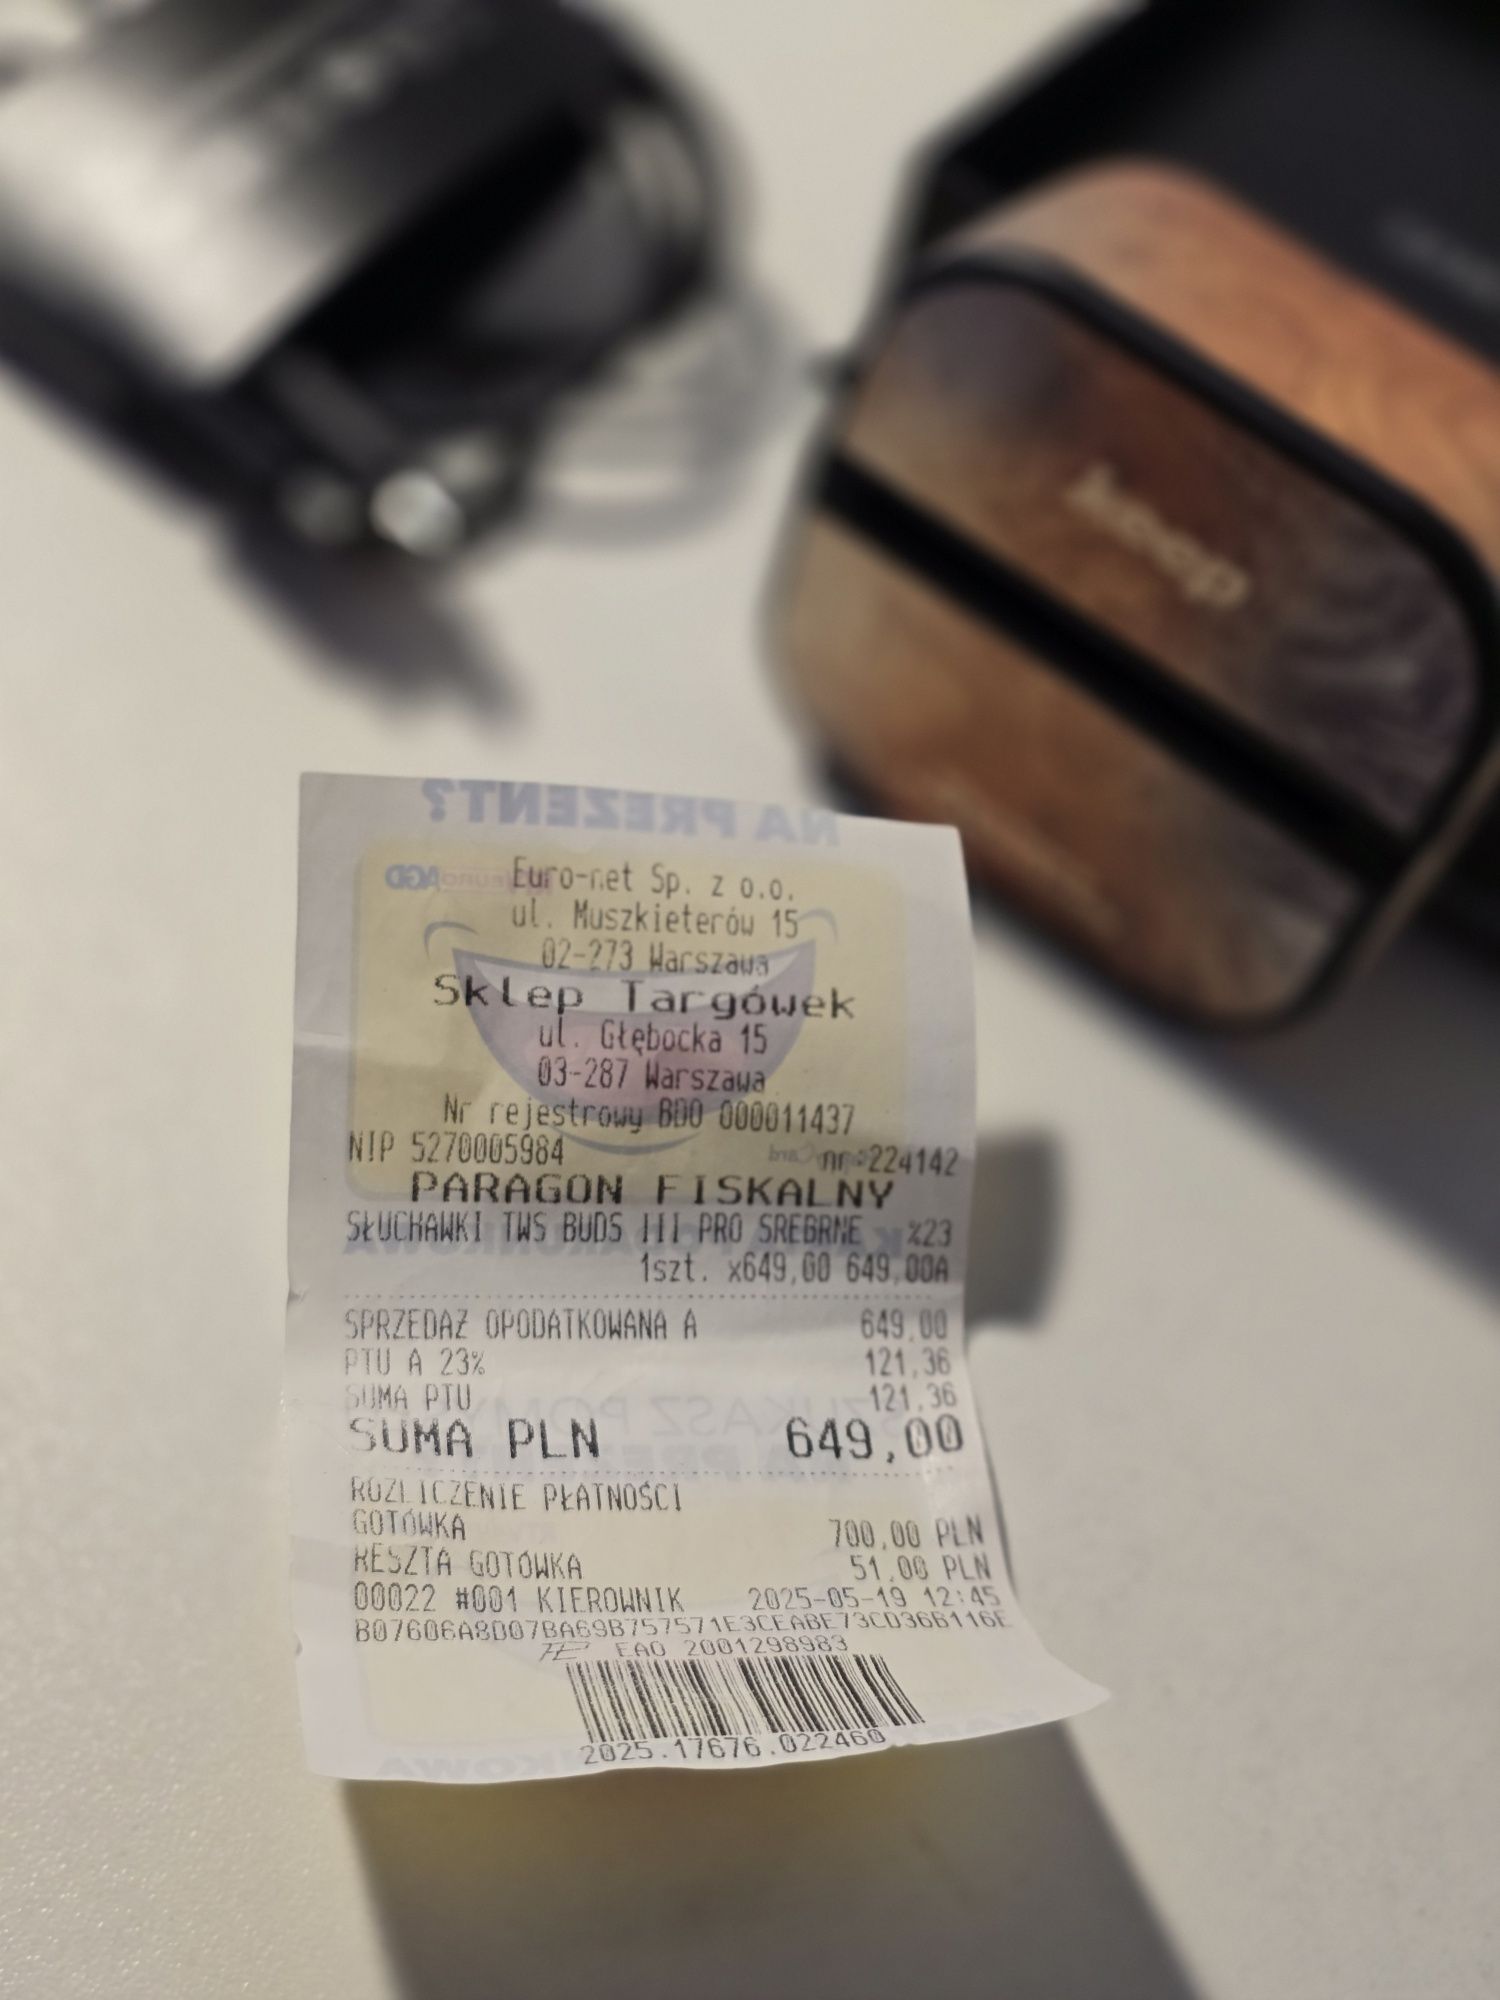 NA PREZENT?
Euro-net Sp. z o.o.
ul. Muszkieterów 15
02-273 Warszawa
Sklep Targówek
ul. Głębocka 15
03-287 Warszawa
Nr rejestrowy BDO 000011437
NIP 5270005984 nr:224142
PARAGON FISKALNY
SŁUCHAWKI TWS BUDS III PRO SREBRNE %23
1szt. x649,00 649,00A
SPRZEDAŻ OPODATKOWANA A 649,00
PTU A 23% 121,36
SUMA PTU 121,36
SUMA PLN 649,00
ROZLICZENIE PŁATNOŚCI
GOTÓWKA 700,00 PLN
RESZTA GOTÓWKA 51,00 PLN
00022 #001 KIEROWNIK 2025-05-19 12:45
B07606A8D07BA69B757571E3CEABE73CD36B116E
EAO 2001298983
2025.17676.022460